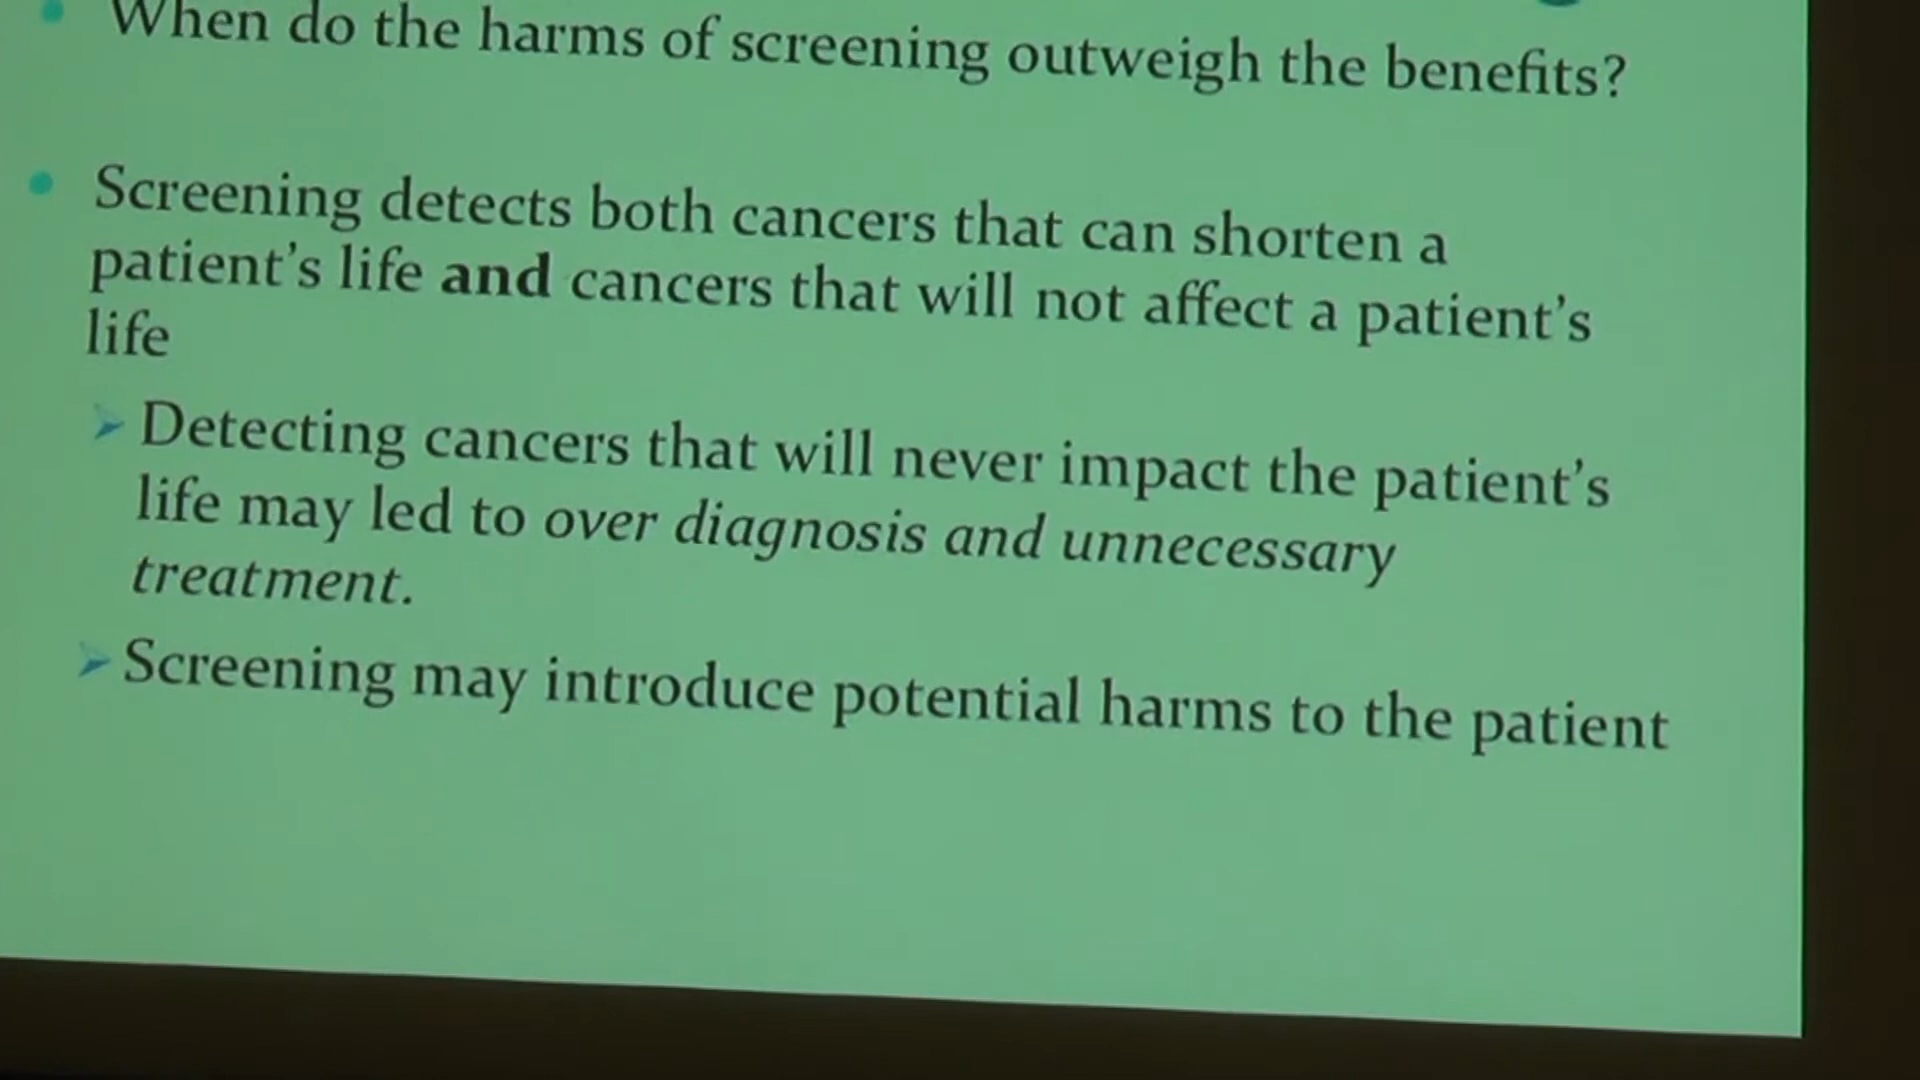 When do the harms of screening outweigh the benefits?
Screening detects both cancers that can shorten a
patient's life and cancers that will not affect a patient's
life
Detecting cancers that will never impact the patient's
life may led to over diagnosis and unnecessary
treatment.
Screening may introduce potential harms to the patient